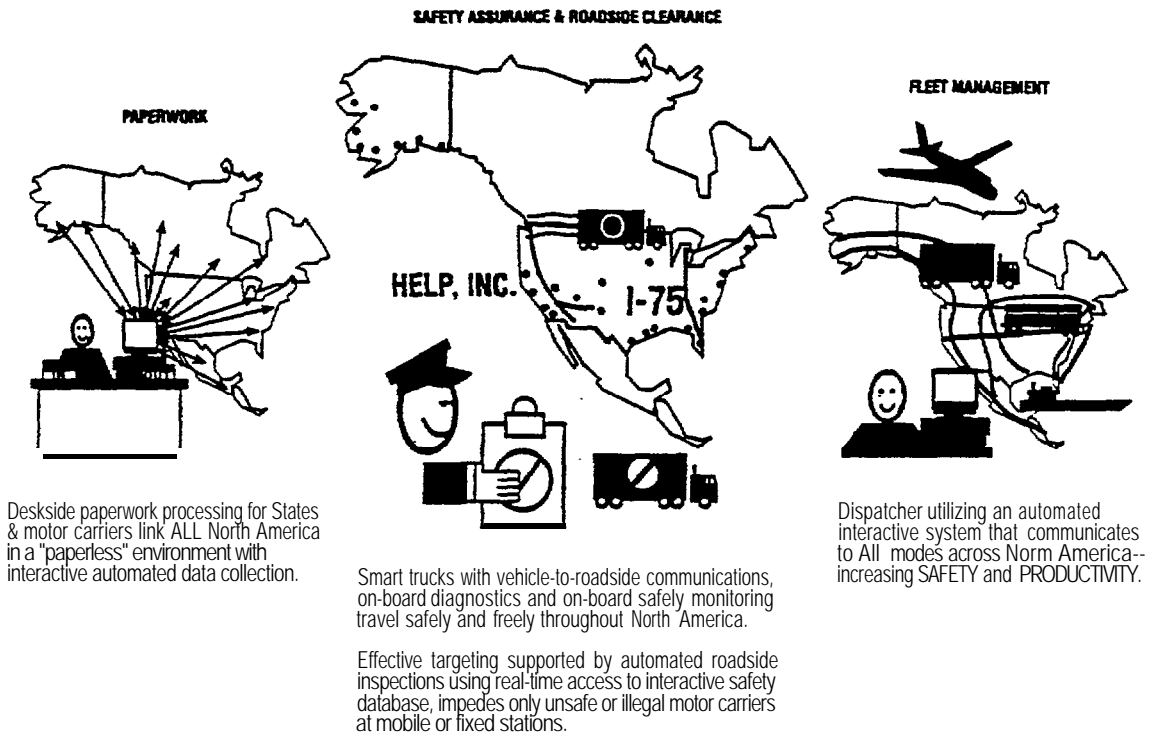 SAFETY ASSURANCE & ROADSIDE CLEARANCE
PAPERWORK
FLEET MANAGEMENT
HELP, INC.
I-75
Deskside paperwork processing for States
& motor carriers link ALL North America
in a "paperless" environment with
interactive automated data collection.
Smart trucks with vehicle-to-roadside communications,
on-board diagnostics and on-board safely monitoring
travel safely and freely throughout North America.
Effective targeting supported by automated roadside
inspections using real-time access to interactive safety
database, impedes only unsafe or illegal motor carriers
at mobile or fixed stations.
Dispatcher utilizing an automated
interactive system that communicates
to All modes across Norm America--
increasing SAFETY and PRODUCTIVITY.